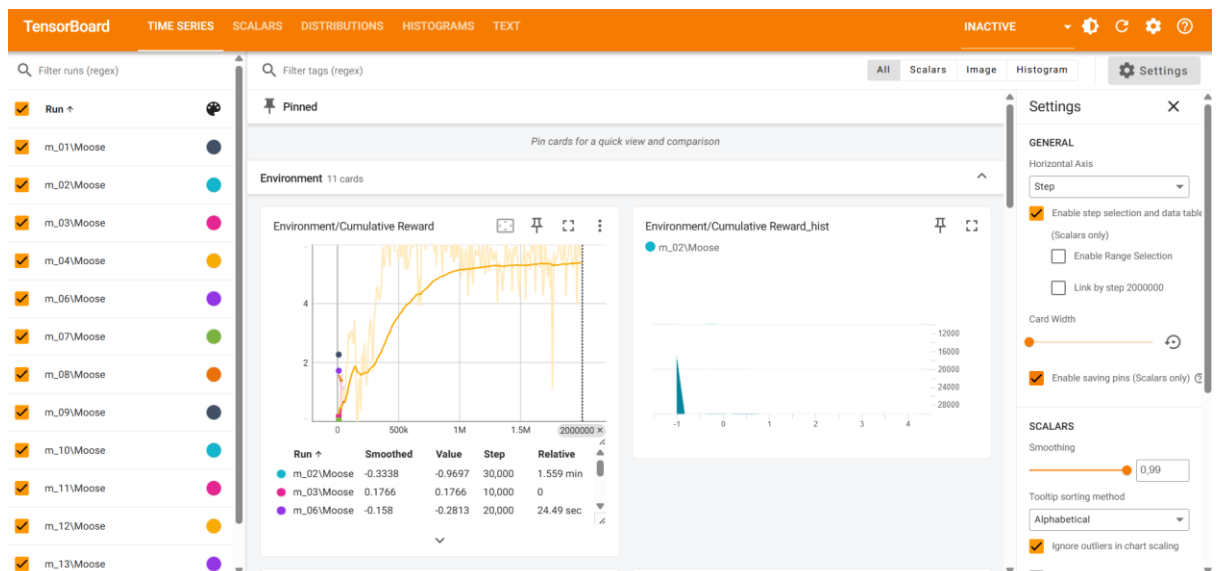 TensorBoard
TIME SERIES SCALARS DISTRIBUTIONS HISTOGRAMS TEXT
INACTIVE
Filter runs (regex)
Run ↑
m_01\Moose
m_02\Moose
m_03\Moose
m_04\Moose
m_06\Moose
m_07\Moose
m_08\Moose
m_09\Moose
m_10\Moose
m_11\Moose
m_12\Moose
m_13\Moose
Filter tags (regex)
All Scalars Image Histogram
Settings
Pinned
Pin cards for a quick view and comparison
Environment 11 cards
Environment/Cumulative Reward
4
2
0 500k 1M 1.5M 2000000 ×
Run ↑ Smoothed Value Step Relative
m_02\Moose -0.3338 -0.9697 30,000 1.559 min
m_03\Moose 0.1766 0.1766 10,000 0
m_06\Moose -0.158 -0.2813 20,000 24.49 sec
Environment/Cumulative Reward_hist
m_02\Moose
12000
16000
20000
24000
28000
-1 0 1 2 3 4
Settings
GENERAL
Horizontal Axis
Step
Enable step selection and data table
(Scalars only)
Enable Range Selection
Link by step 2000000
Card Width
Enable saving pins (Scalars only)
SCALARS
Smoothing
0,99
Tooltip sorting method
Alphabetical
Ignore outliers in chart scaling